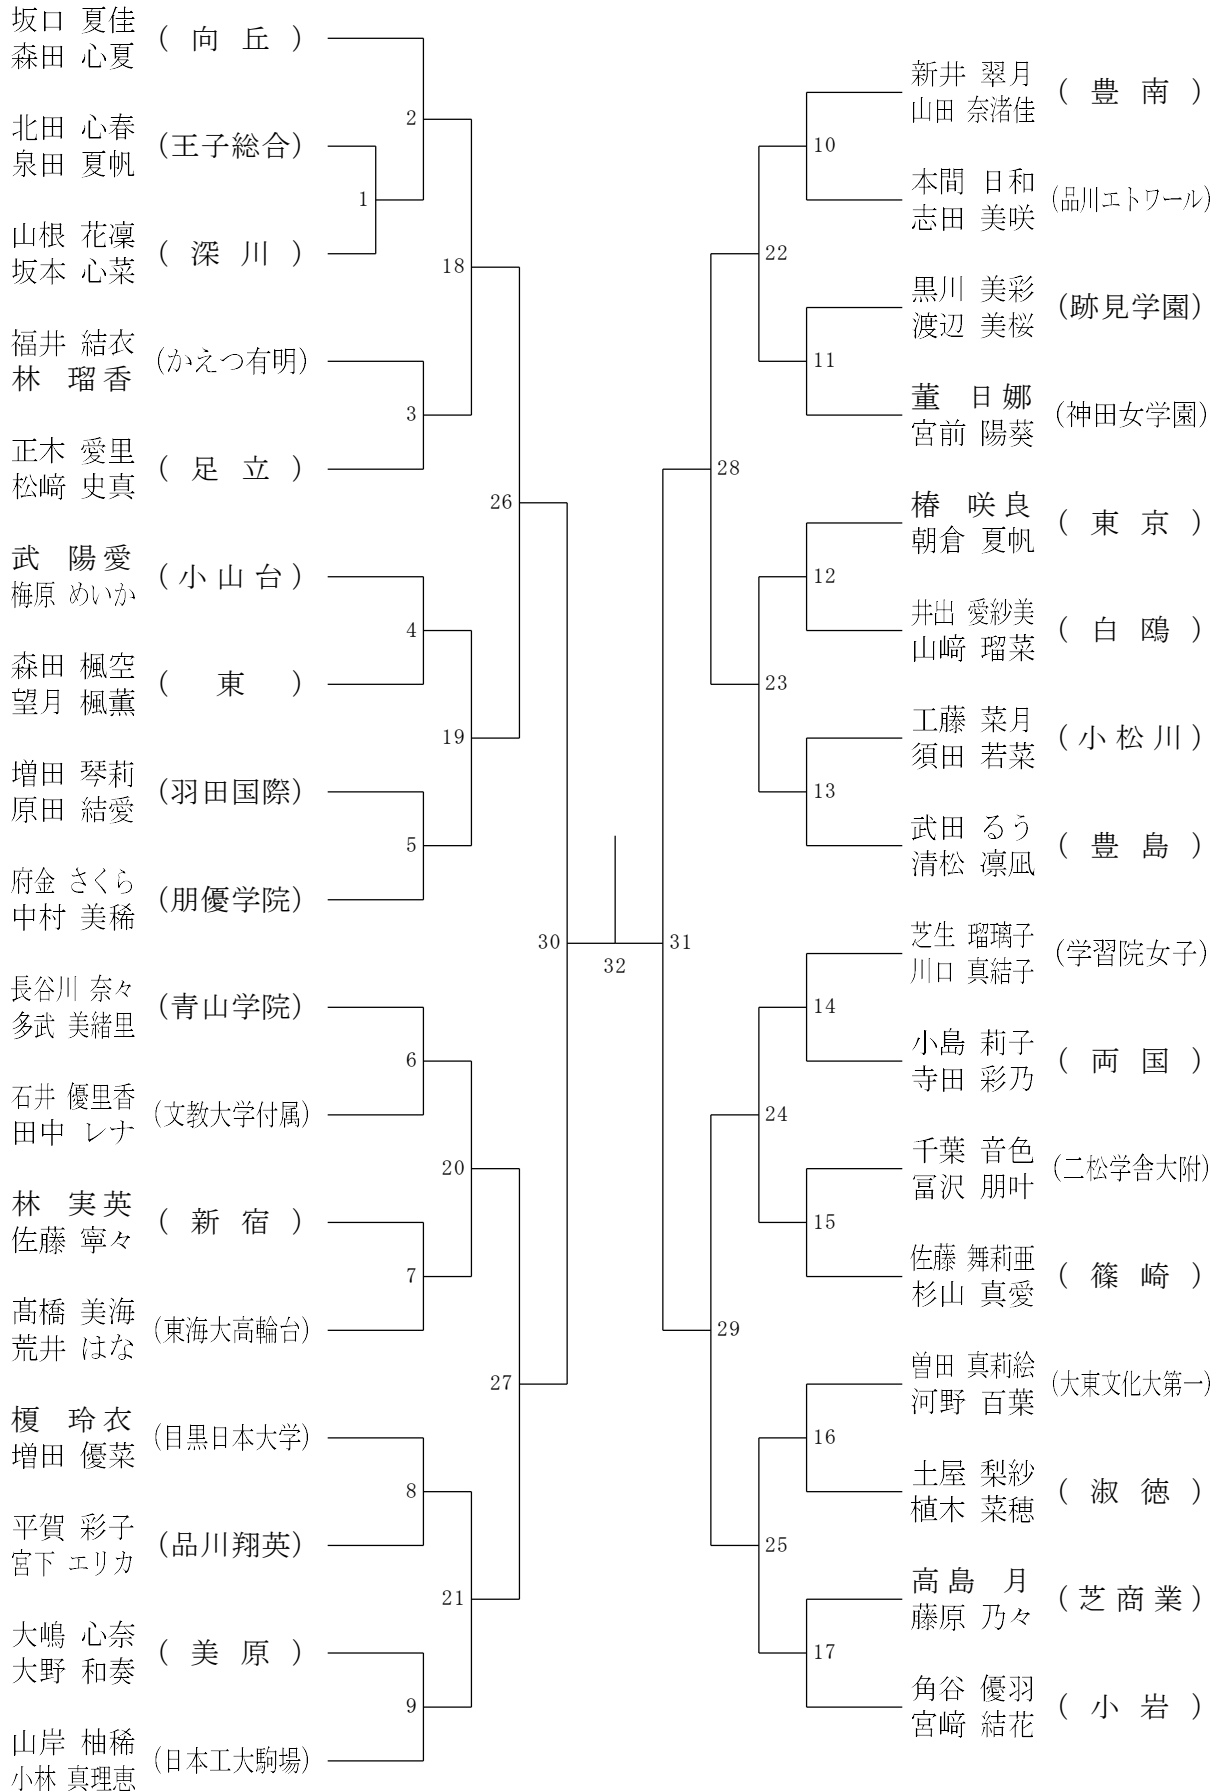 坂口 夏佳
森田 心夏
( 向 丘 )
北田 心春
泉田 夏帆
(王子総合)
山根 花凜
坂本 心菜
( 深 川 )
福井 結衣
林 瑠香
(かえつ有明)
正木 愛里
松﨑 史真
( 足 立 )
武 陽愛
梅原 めいか
(小山台)
森田 楓空
望月 楓薫
( 東 )
増田 琴莉
原田 結愛
(羽田国際)
府金 さくら
中村 美稀
(朋優学院)
長谷川 奈々
多武 美緒里
(青山学院)
石井 優里香
田中 レナ
(文教大学付属)
林 実英
佐藤 寧々
( 新 宿 )
髙橋 美海
荒井 はな
(東海大高輪台)
榎 玲衣
増田 優菜
(目黒日本大学)
平賀 彩子
宮下 エリカ
(品川翔英)
大嶋 心奈
大野 和奏
( 美 原 )
山岸 柚稀
小林 真理恵
(日本工大駒場)
1
2
3
4
5
6
7
8
9
18
19
20
21
26
27
30
32
31
28
29
22
23
24
25
10
11
12
13
14
15
16
17
新井 翠月
山田 奈渚佳
( 豊 南 )
本間 日和
志田 美咲
(品川エトワール)
黒川 美彩
渡辺 美桜
(跡見学園)
董 日娜
宮前 陽葵
(神田女学園)
椿 咲良
朝倉 夏帆
( 東 京 )
井出 愛紗美
山﨑 瑠菜
( 白 鴎 )
工藤 菜月
須田 若菜
(小松川)
武田 るう
清松 凛凪
( 豊 島 )
芝生 瑠璃子
川口 真結子
(学習院女子)
小島 莉子
寺田 彩乃
( 両 国 )
千葉 音色
冨沢 朋叶
(二松学舎大附)
佐藤 舞莉亜
杉山 真愛
( 篠 崎 )
曽田 真莉絵
河野 百葉
(大東文化大第一)
土屋 梨紗
植木 菜穂
( 淑 徳 )
高島 月
藤原 乃々
(芝商業)
角谷 優羽
宮﨑 結花
( 小 岩 )